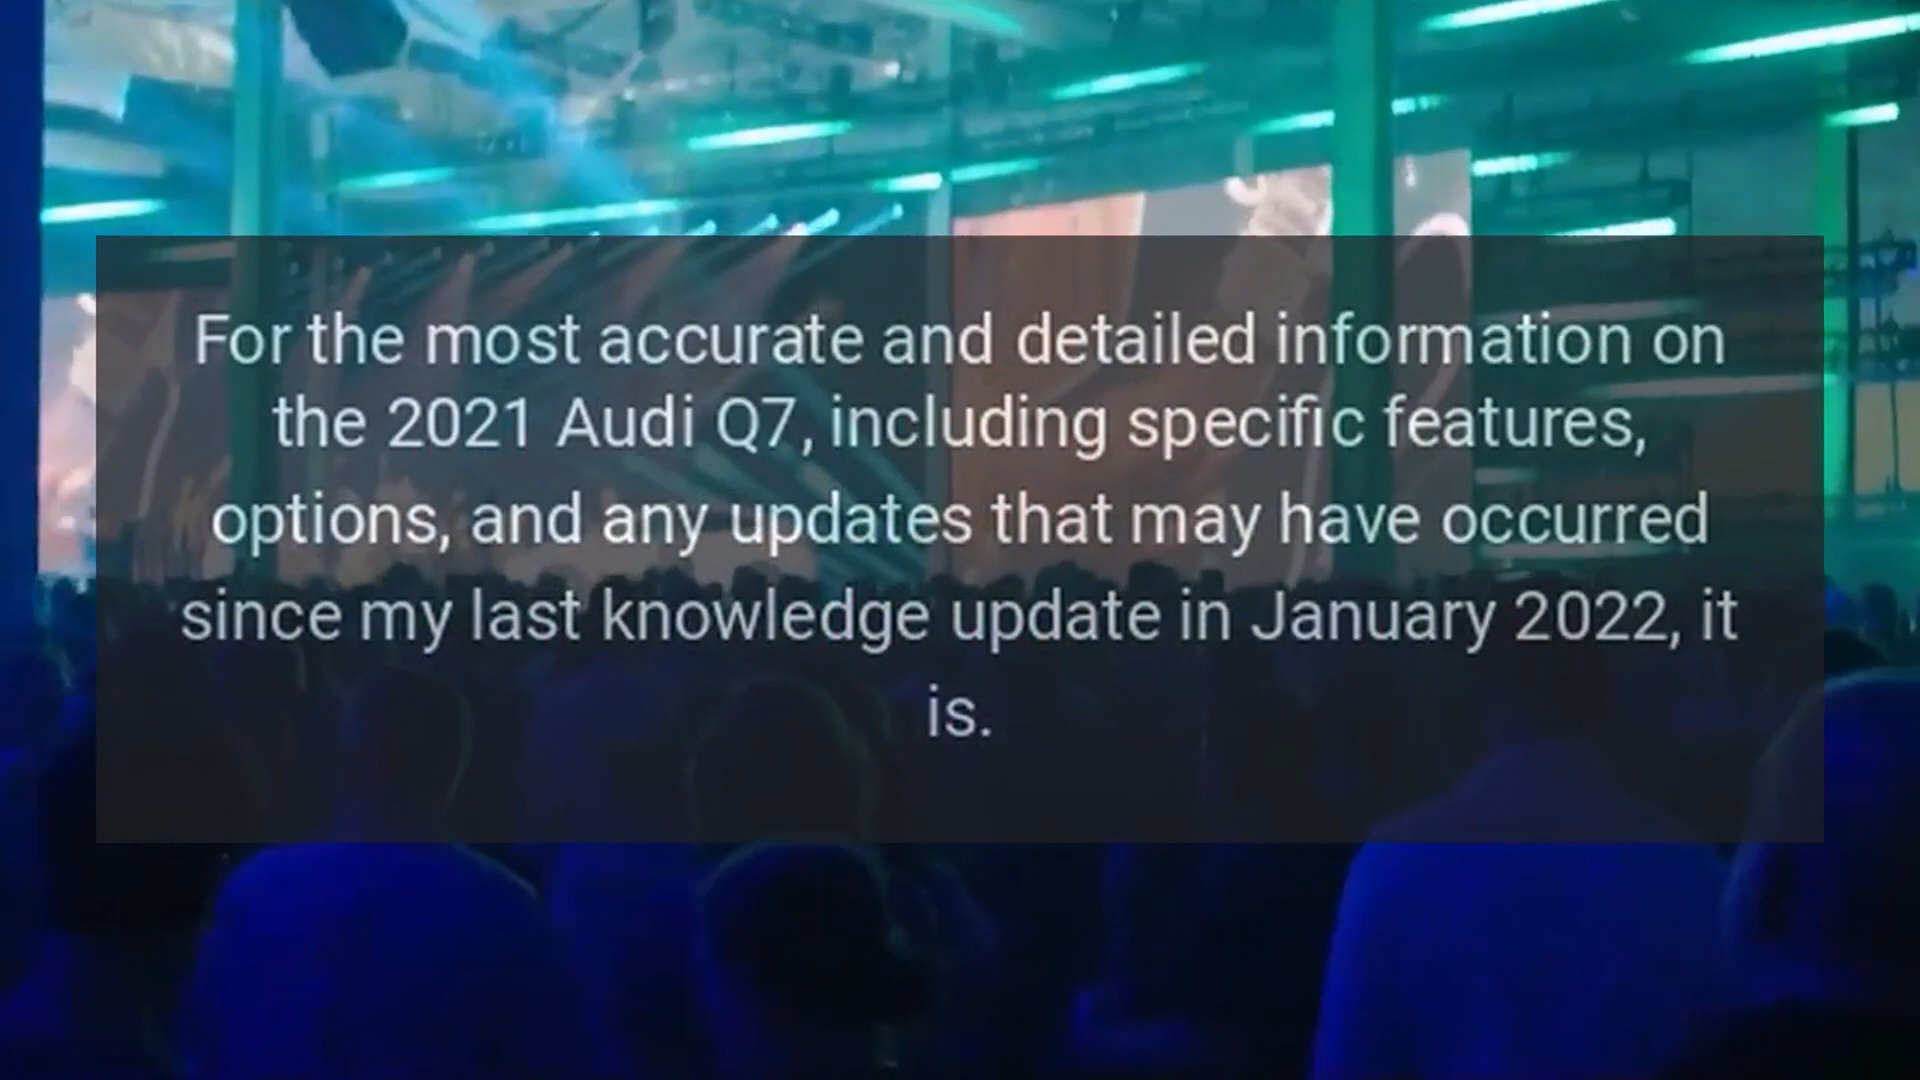 For the most accurate and detailed information on
the 2021 Audi Q7, including specific features,
options, and any updates that may have occurred
since my last knowledge update in January 2022, it
is.